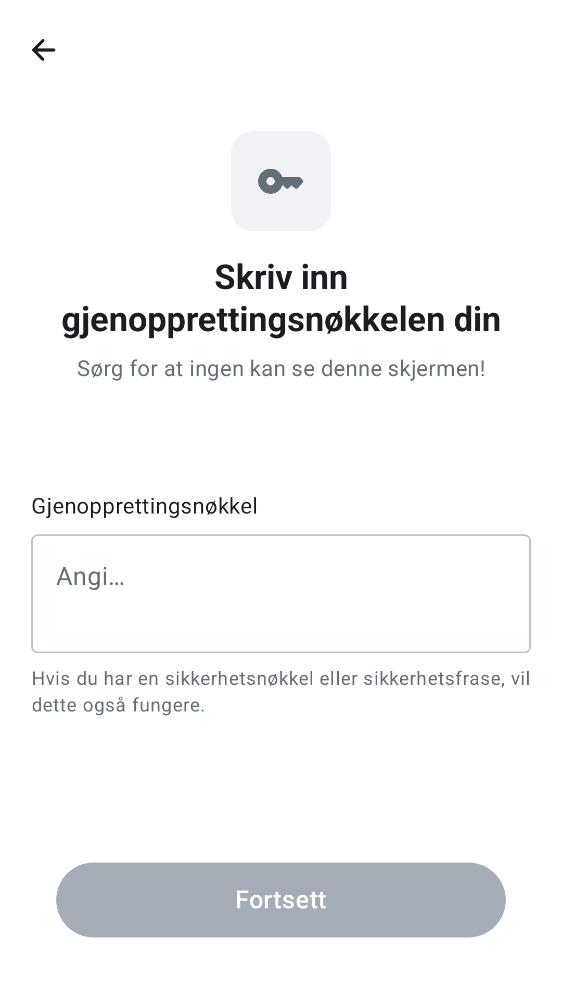 Skriv inn
gjenopprettingsnøkkelen din
Sørg for at ingen kan se denne skjermen!
Gjenopprettingsnøkkel
Angi…
Hvis du har en sikkerhetsnøkkel eller sikkerhetsfrase, vil
dette også fungere.
Fortsett